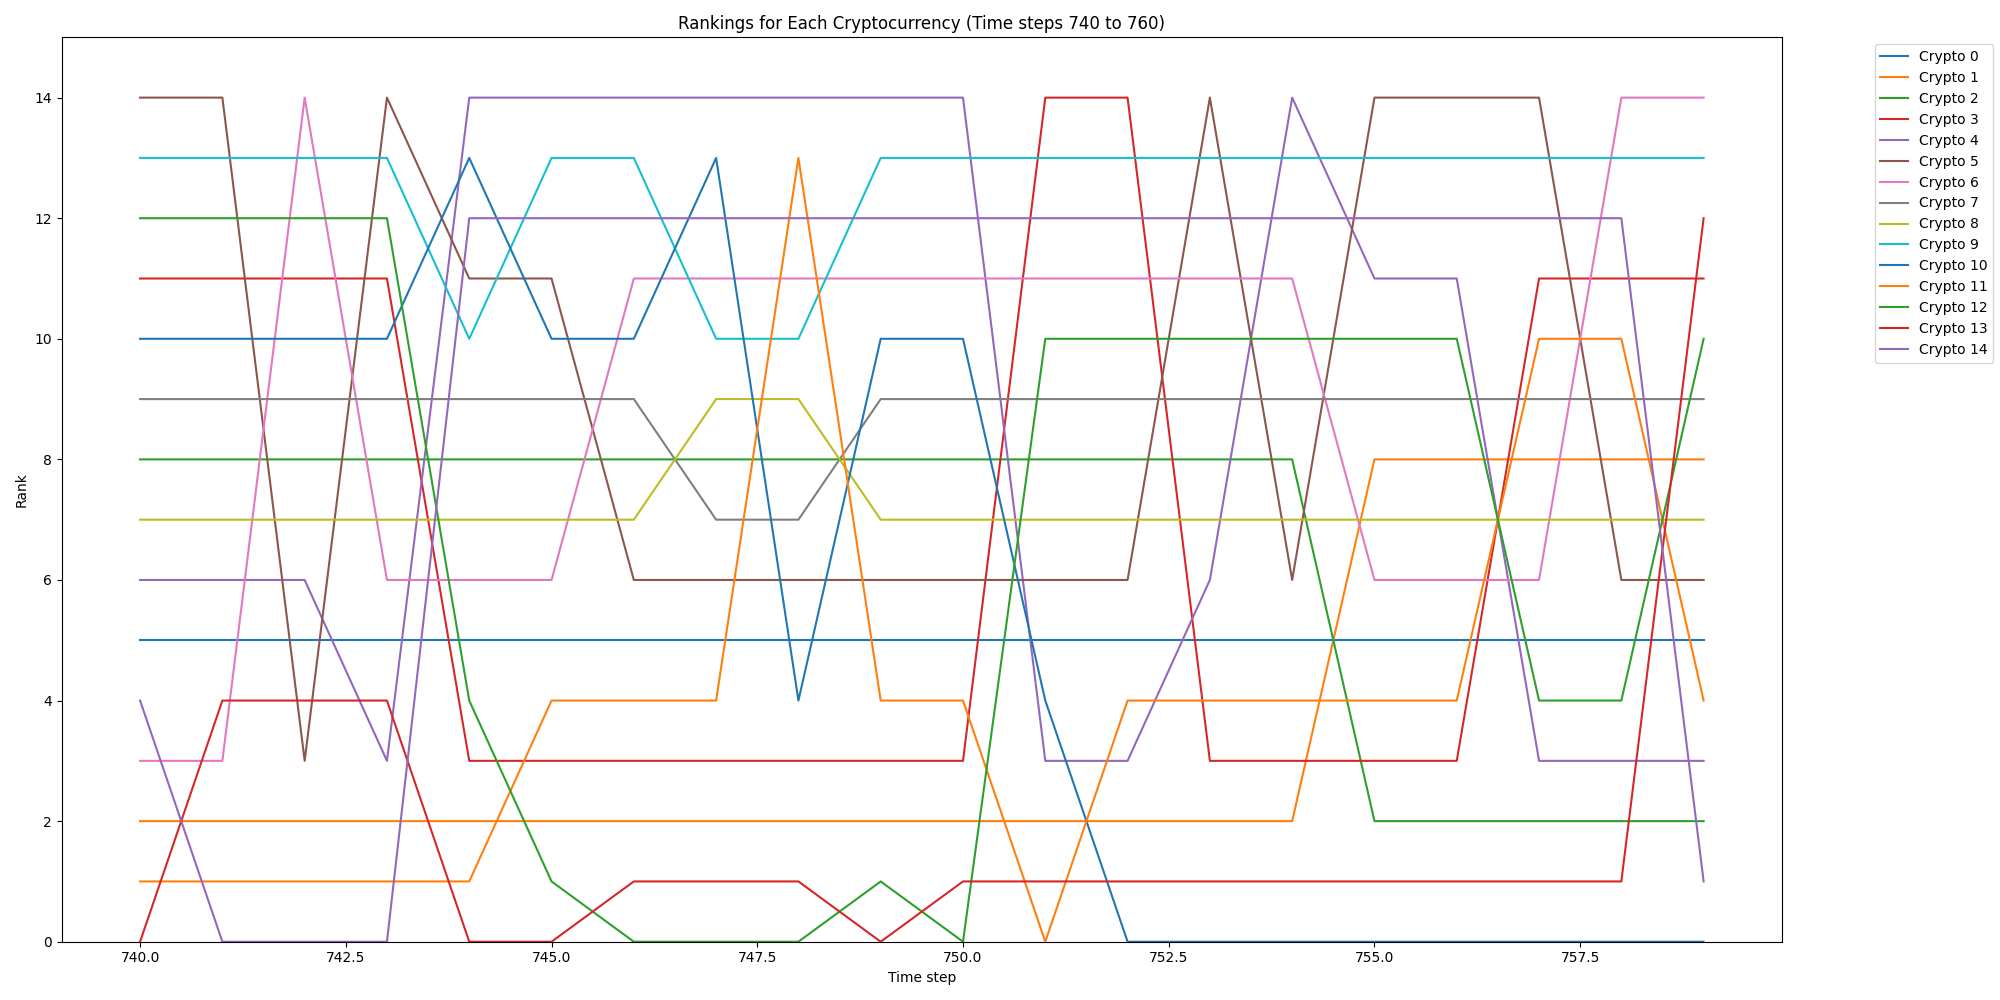 Rankings for Each Cryptocurrency (Time steps 740 to 760)
Rank
14
12
10
8
6
4
2
0
740.0
742.5
745.0
747.5
750.0
752.5
755.0
757.5
Time step
Crypto 0
Crypto 1
Crypto 2
Crypto 3
Crypto 4
Crypto 5
Crypto 6
Crypto 7
Crypto 8
Crypto 9
Crypto 10
Crypto 11
Crypto 12
Crypto 13
Crypto 14